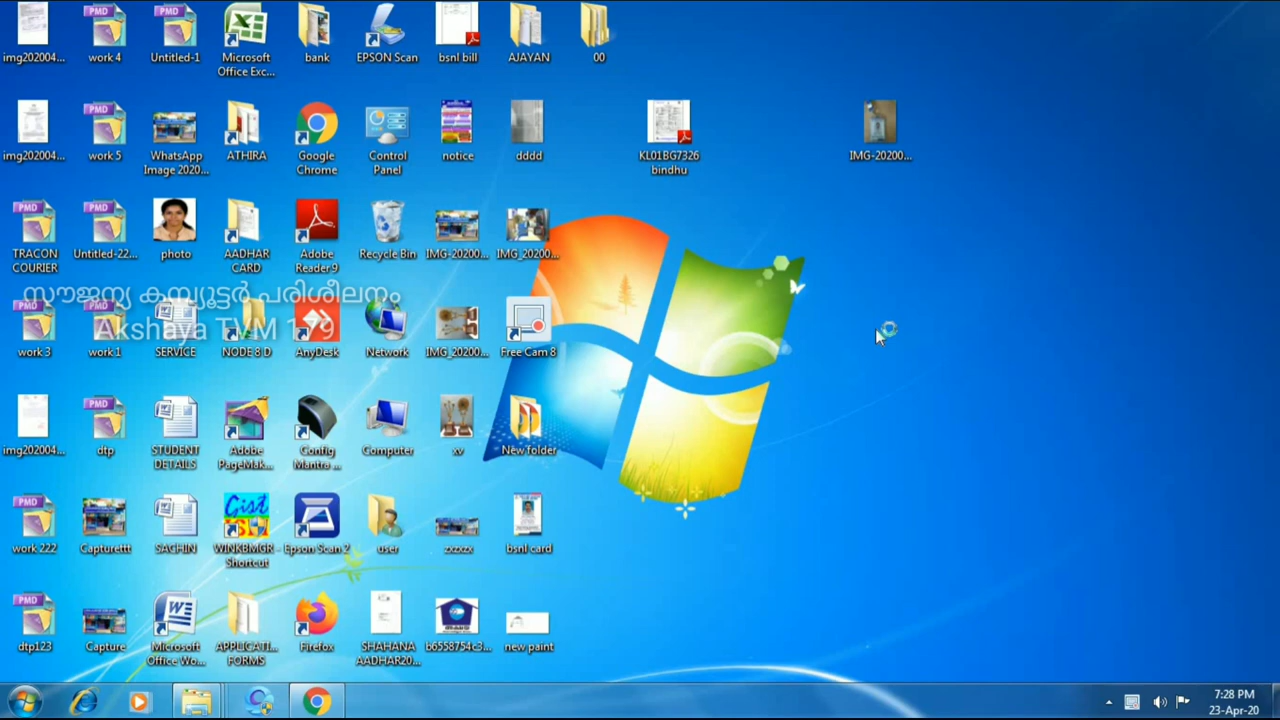 img202004...
work 4
Untitled-1
Microsoft
Office Exc...
bank
EPSON Scan
bsnl bill
AJAYAN
00
img202004...
work 5
WhatsApp
Image 2020...
ATHIRA
Google
Chrome
Control
Panel
notice
dddd
KL01BG7326
bindhu
IMG-20200...
TRACON
COURIER
Untitled-22...
photo
AADHAR
CARD
Adobe
Reader 9
Recycle Bin
IMG-20200...
IMG_20200...
സൗജന്യ കമ്പ്യൂട്ടർ പരിശീലനം
Akshaya TVM 179
work 3
work 1
SERVICE
NODE 8 D
AnyDesk
Network
IMG_20200...
Free Cam 8
img202004...
dtp
STUDENT
DETAILS
Adobe
PageMak...
Config
Mantra ...
Computer
xv
New folder
work 222
Capturettt
SACHIN
WINKBMGR -
Shortcut
Epson Scan 2
user
zxzxzx
bsnl card
dtp123
Capture
Microsoft
Office Wo...
APPLICATI...
FORMS
Firefox
SHAHANA
AADHAR20...
b6558754c3...
new paint
7:28 PM
23-Apr-20